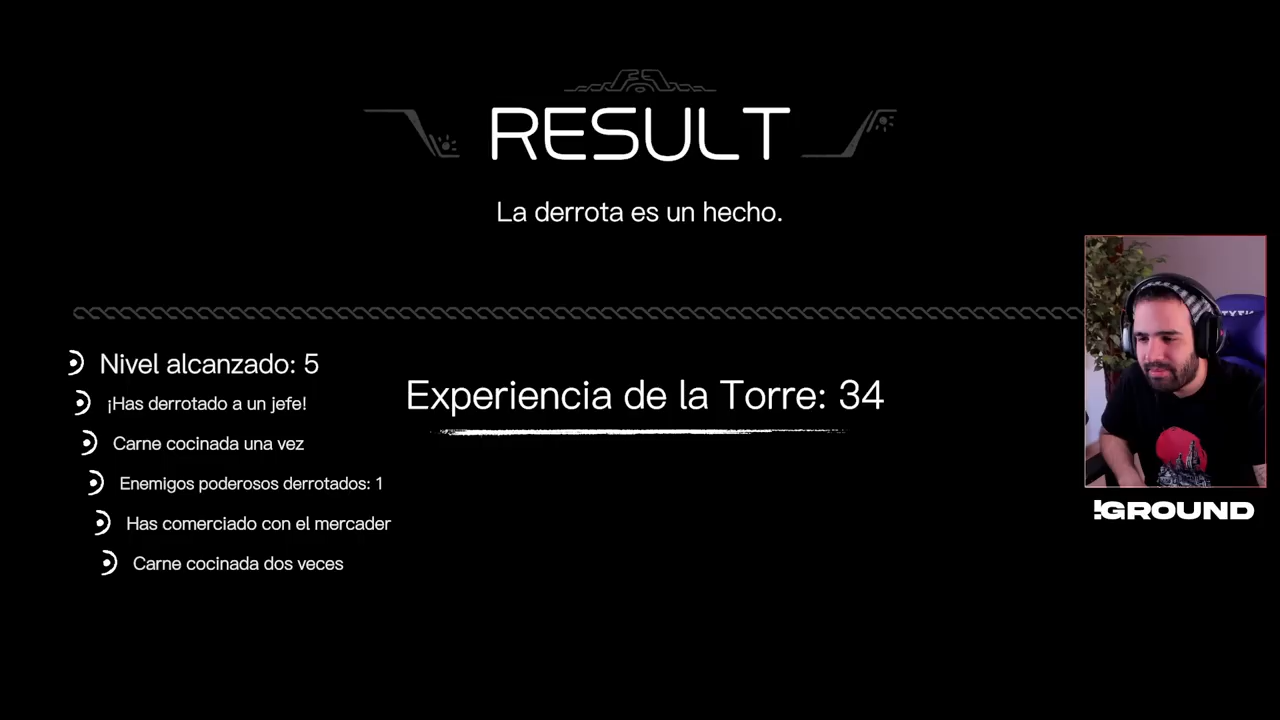 RESULT
La derrota es un hecho.
Nivel alcanzado: 5
¡Has derrotado a un jefe!
Carne cocinada una vez
Enemigos poderosos derrotados: 1
Has comerciado con el mercader
Carne cocinada dos veces
Experiencia de la Torre: 34
!GROUND